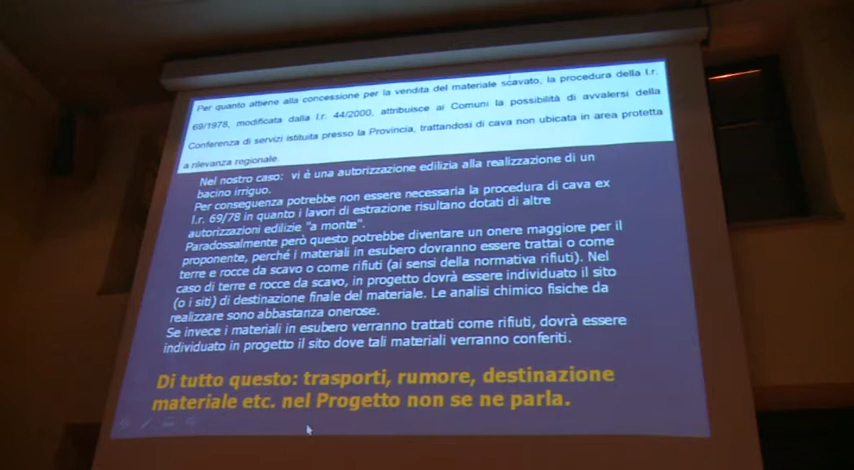 Per quanto attiene alla concessione per la vendita del materiale scavato, la procedura della l.r.
69/1978, modificata dalla l.r. 44/2000, attribuisce ai Comuni la possibilità di avvalersi della
Conferenza di servizi istituita presso la Provincia, trattandosi di cava non ubicata in area protetta
a rilevanza regionale.
Nel nostro caso: vi è una autorizzazione edilizia alla realizzazione di un
bacino irriguo.
Per conseguenza potrebbe non essere necessaria la procedura di cava ex
l.r. 69/78 in quanto i lavori di estrazione risultano dotati di altre
autorizzazioni edilizie "a monte".
Paradossalmente però questo potrebbe diventare un onere maggiore per il
proponente, perché i materiali in esubero dovranno essere trattai o come
terre e rocce da scavo o come rifiuti (ai sensi della normativa rifiuti). Nel
caso di terre e rocce da scavo, in progetto dovrà essere individuato il sito
(o i siti) di destinazione finale del materiale. Le analisi chimico fisiche da
realizzare sono abbastanza onerose.
Se invece i materiali in esubero verranno trattati come rifiuti, dovrà essere
individuato in progetto il sito dove tali materiali verranno conferiti.
Di tutto questo: trasporti, rumore, destinazione
materiale etc. nel Progetto non se ne parla.